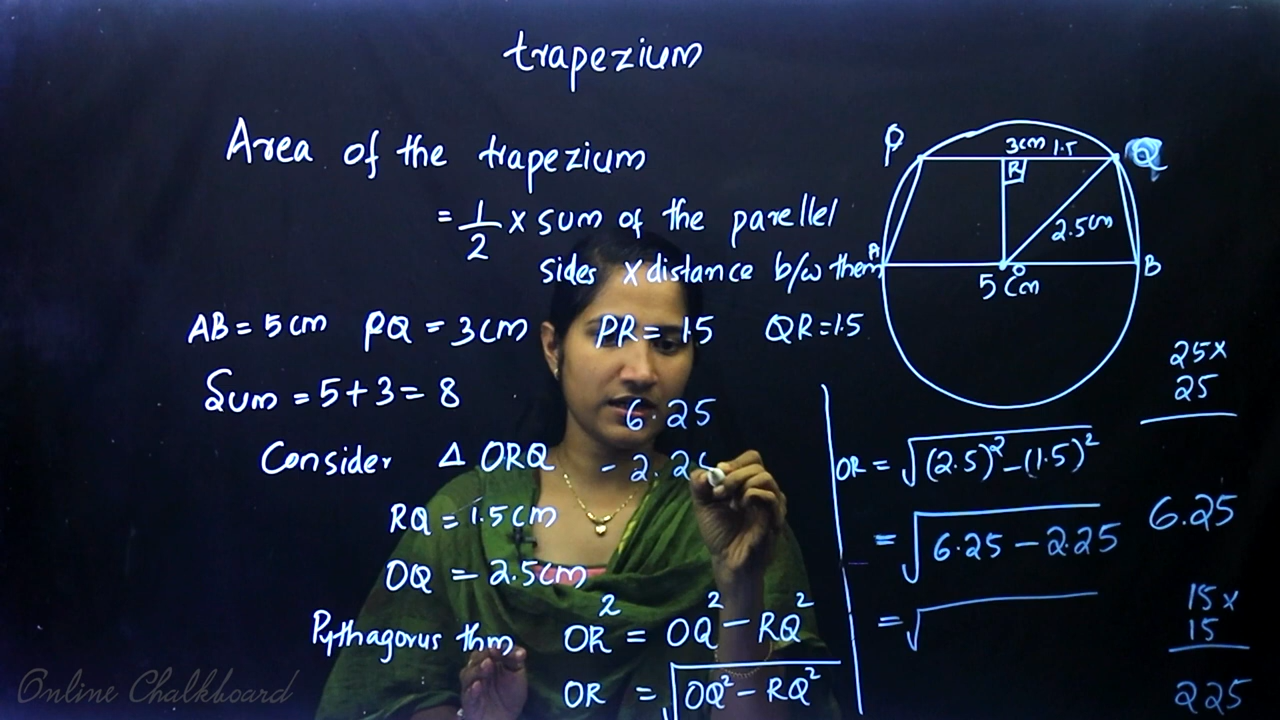 trapezium
Area of the trapezium
= 1/2 × sum of the parellel
sides × distance b/w them
AB = 5cm PQ = 3cm PR = 1.5 QR = 1.5
Sum = 5+3 = 8
Consider Δ ORQ
RQ = 1.5cm
OQ = 2.5cm
Pythagorus thm OR² = OQ² − RQ²
OR = √OQ² − RQ²
6.25
− 2.25
P
3cm 1.5
Q
R
2.5cm
A
O
B
5 cm
OR = √(2.5)² − (1.5)²
= √6.25 − 2.25
= √
25×
25
6.25
15×
15
225
Online Chalkboard